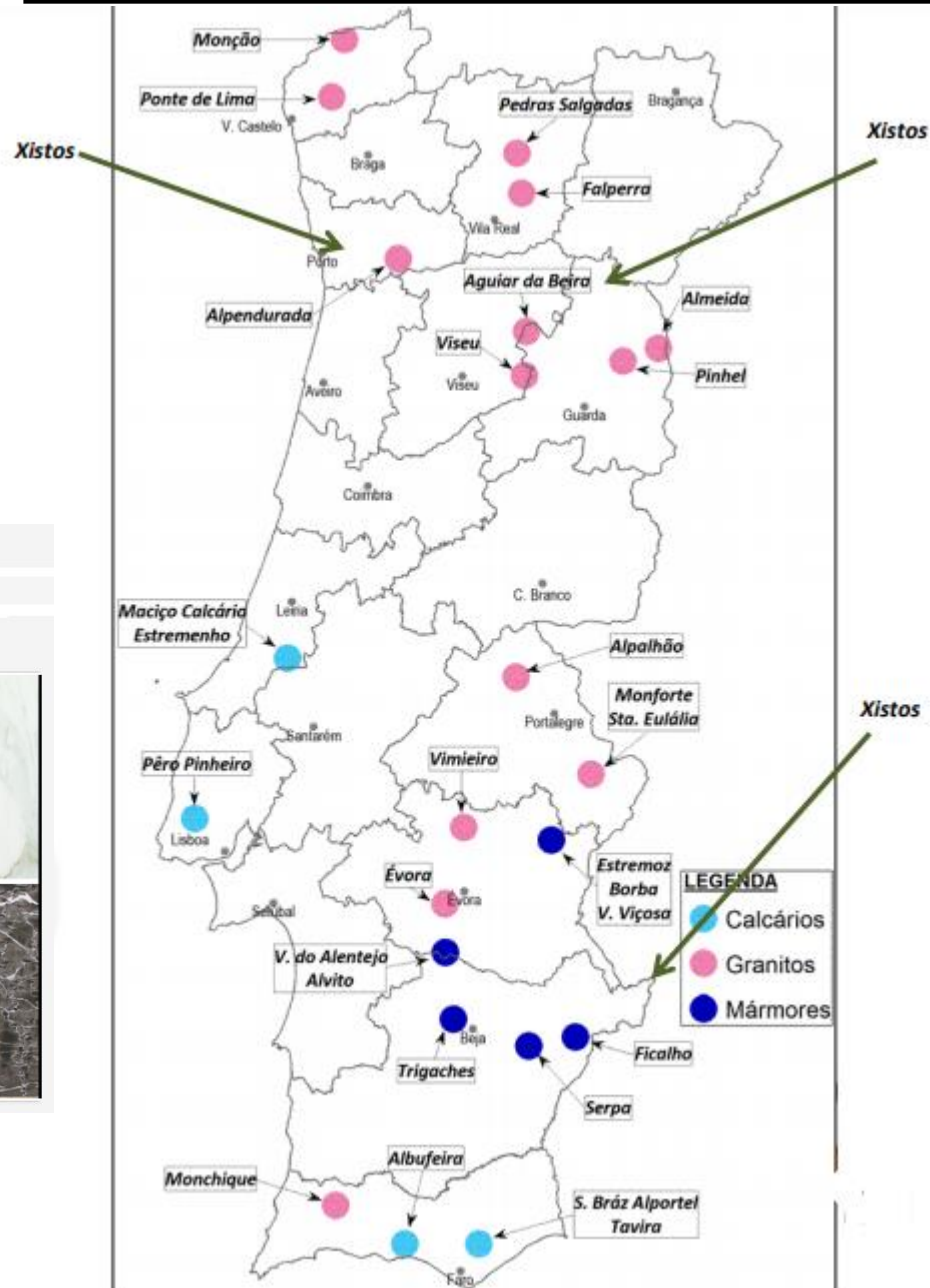 Monção
Ponte de Lima
V. Castelo
Pedras Salgadas
Bragança
Xistos
Xistos
Braga
Falperra
Vila Real
Porto
Aguiar da Beira
Almeida
Alpendurada
Viseu
Pinhel
Aveiro
Viseu
Guarda
Coimbra
C. Branco
Maciço Calcária
Estremenho
Leiria
Alpalhão
Monforte
Sta. Eulália
Portalegre
Xistos
Santarém
Pêro Pinheiro
Vimieiro
Lisboa
Estremoz
Borba
V. Viçosa
LEGENDA
Calcários
Granitos
Mármores
Évora
Évora
Setúbal
V. do Alentejo
Alvito
Beja
Trigaches
Ficalho
Serpa
Albufeira
Monchique
S. Bráz Alportel
Tavira
Faro